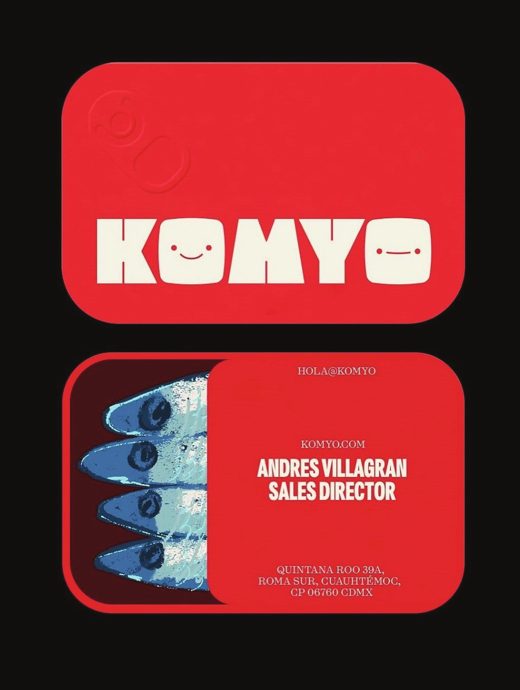 KOMYO
HOLA@KOMYO
KOMYO.COM
ANDRES VILLAGRAN
SALES DIRECTOR
QUINTANA ROO 39A,
ROMA SUR, CUAUHTÉMOC,
CP 06760 CDMX